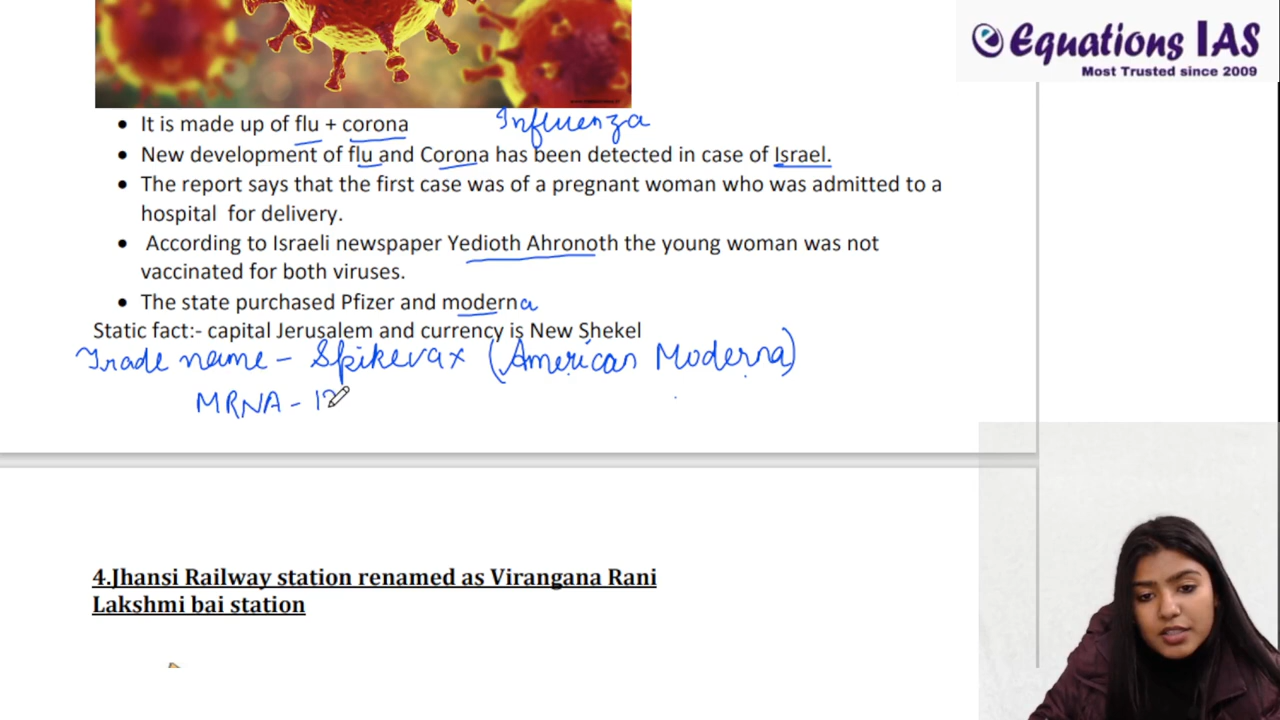 Equations IAS
Most Trusted since 2009
• It is made up of flu + corona Influenza
• New development of flu and Corona has been detected in case of Israel.
• The report says that the first case was of a pregnant woman who was admitted to a
hospital for delivery.
• According to Israeli newspaper Yedioth Ahronoth the young woman was not
vaccinated for both viruses.
• The state purchased Pfizer and moderna
Static fact:- capital Jerusalem and currency is New Shekel
Trade name - Spikevax (American Moderna)
MRNA - 12
4.Jhansi Railway station renamed as Virangana Rani
Lakshmi bai station